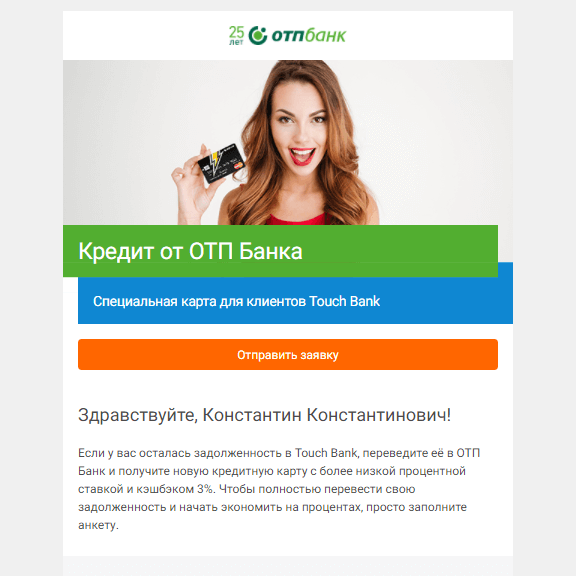 25 лет отпбанк
Кредит от ОТП Банка
Специальная карта для клиентов Touch Bank
Отправить заявку
Здравствуйте, Константин Константинович!
Если у вас осталась задолженность в Touch Bank, переведите её в ОТП
Банк и получите новую кредитную карту с более низкой процентной
ставкой и кэшбэком 3%. Чтобы полностью перевести свою
задолженность и начать экономить на процентах, просто заполните
анкету.